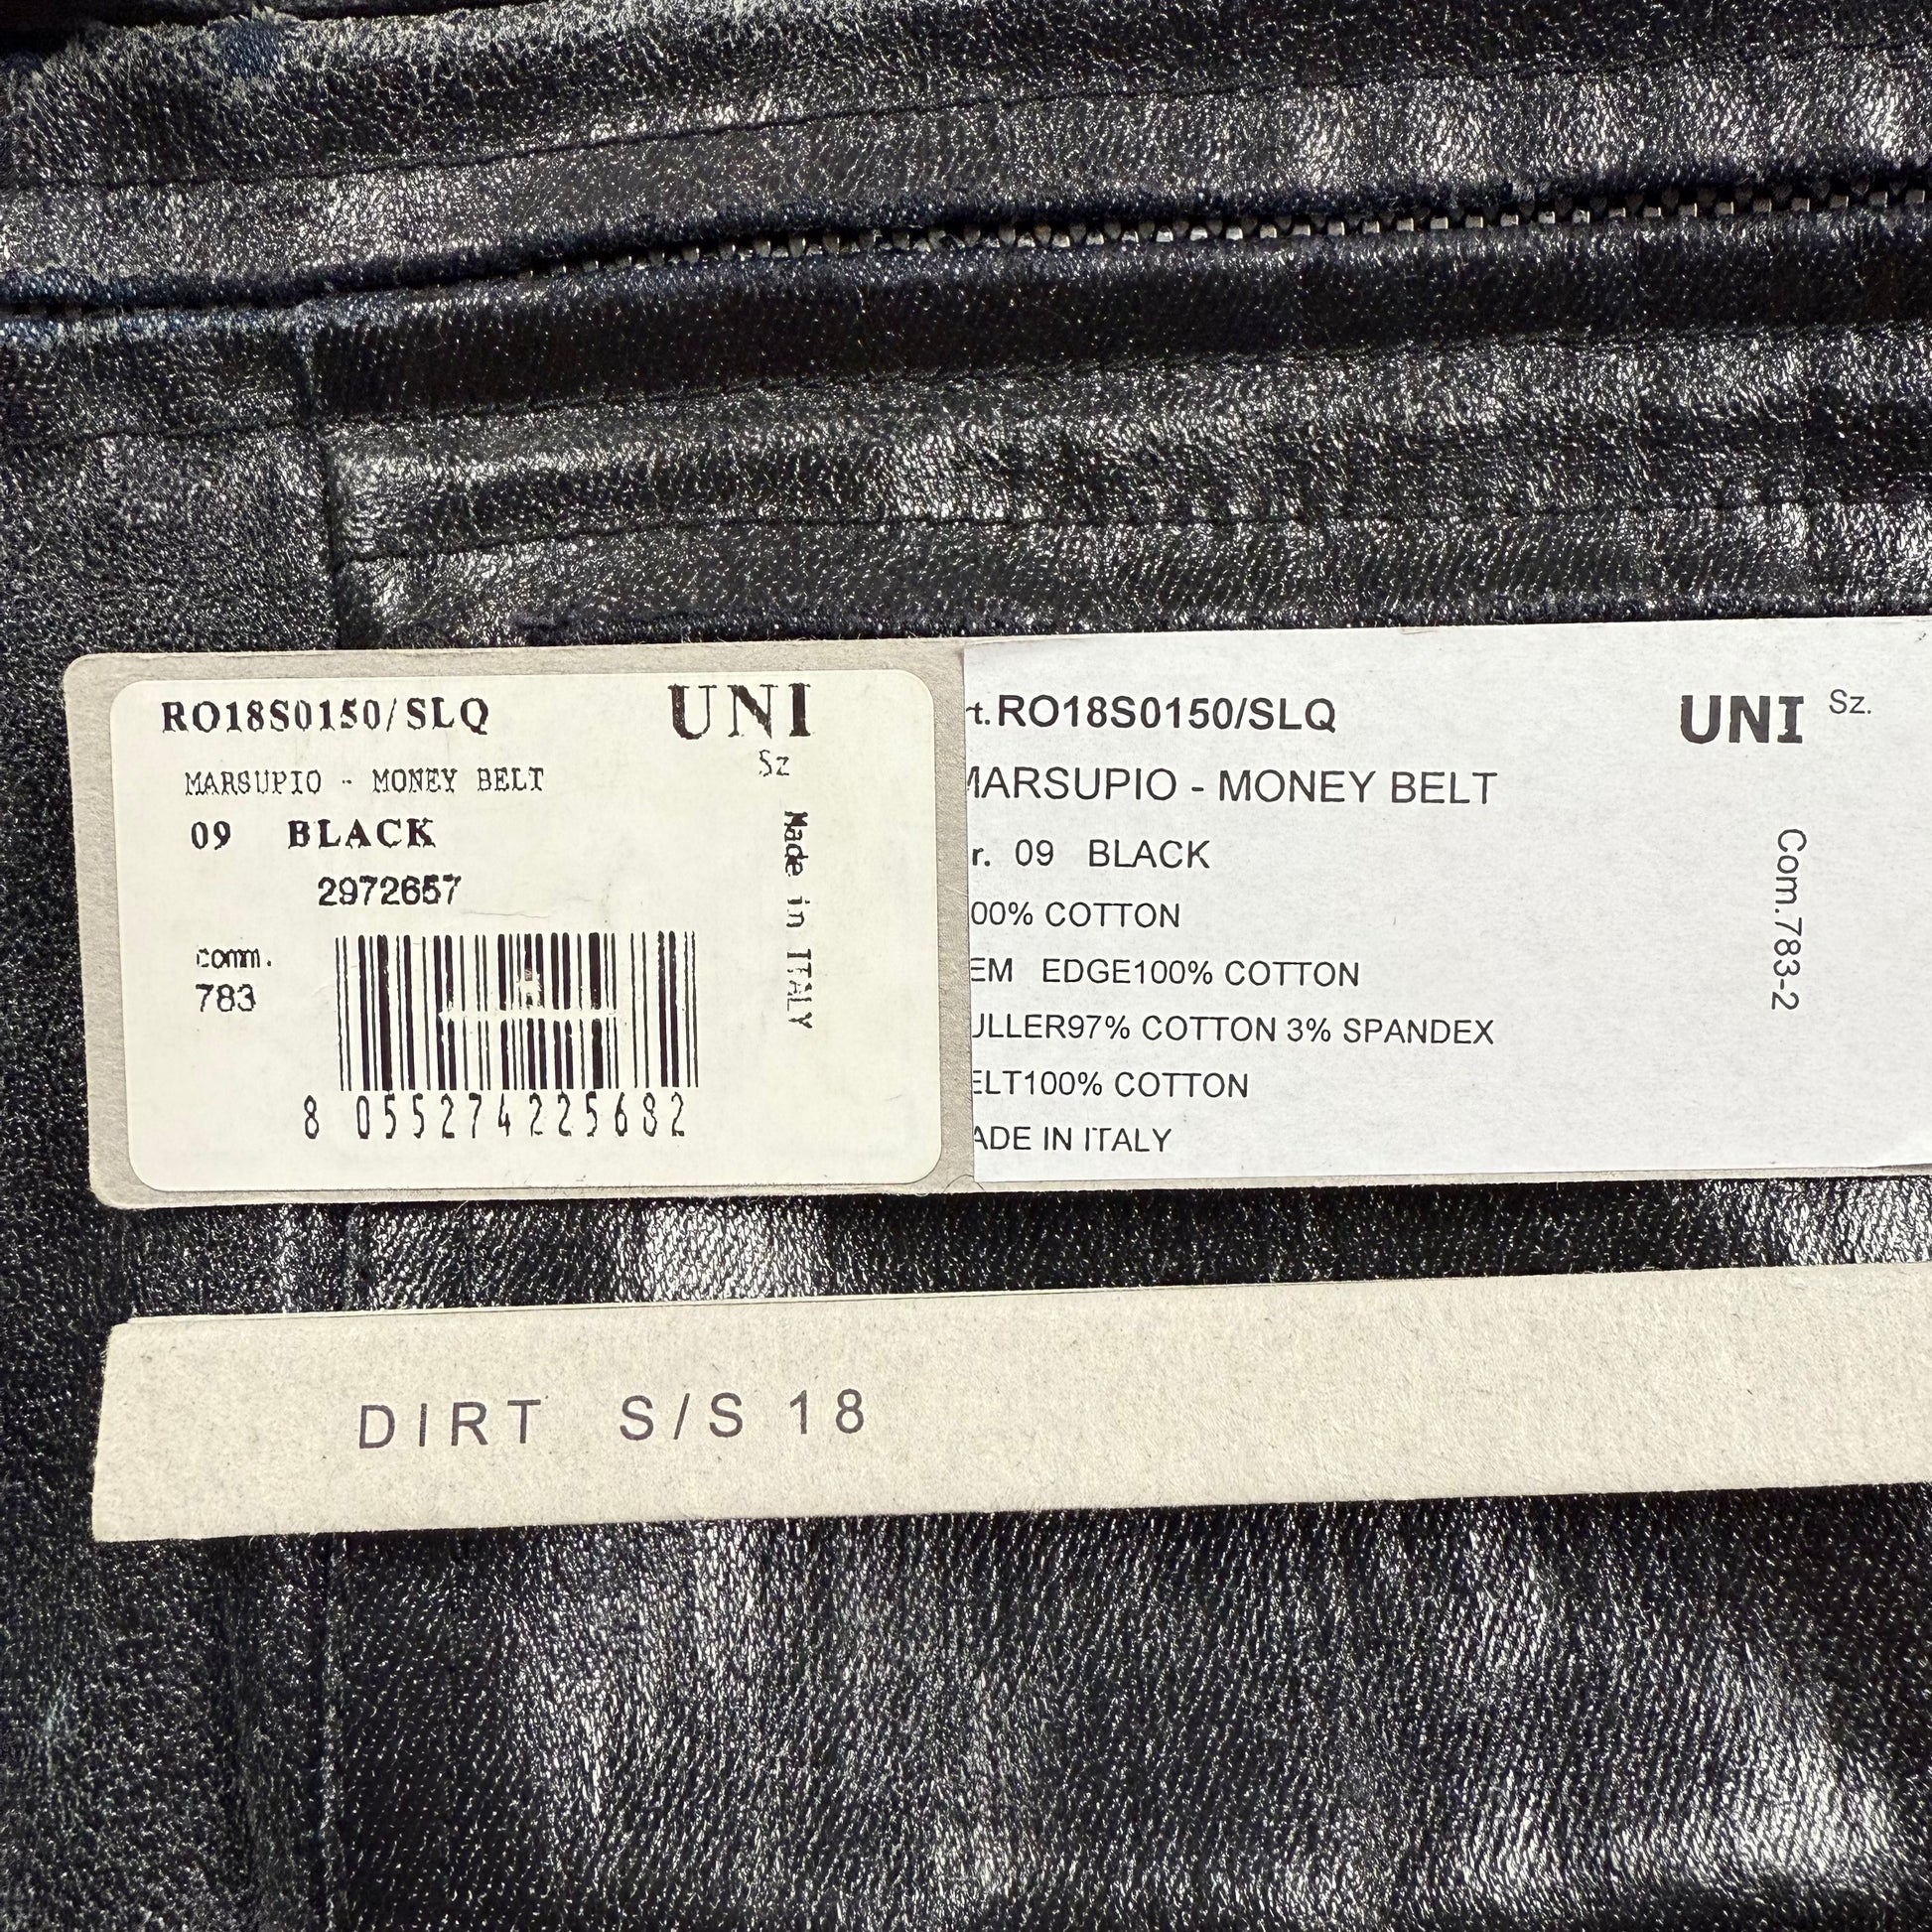 RO18S0150/SLQ UNI
Sz
MARSUPIO - MONEY BELT
09 BLACK
2972657
comm.
783
Made in ITALY
8 055274 225682
t.RO18S0150/SLQ UNI Sz.
MARSUPIO - MONEY BELT
r. 09 BLACK
00% COTTON
EM EDGE100% COTTON
ULLER97% COTTON 3% SPANDEX
ELT100% COTTON
ADE IN ITALY
Com.783-2
DIRT S/S 18